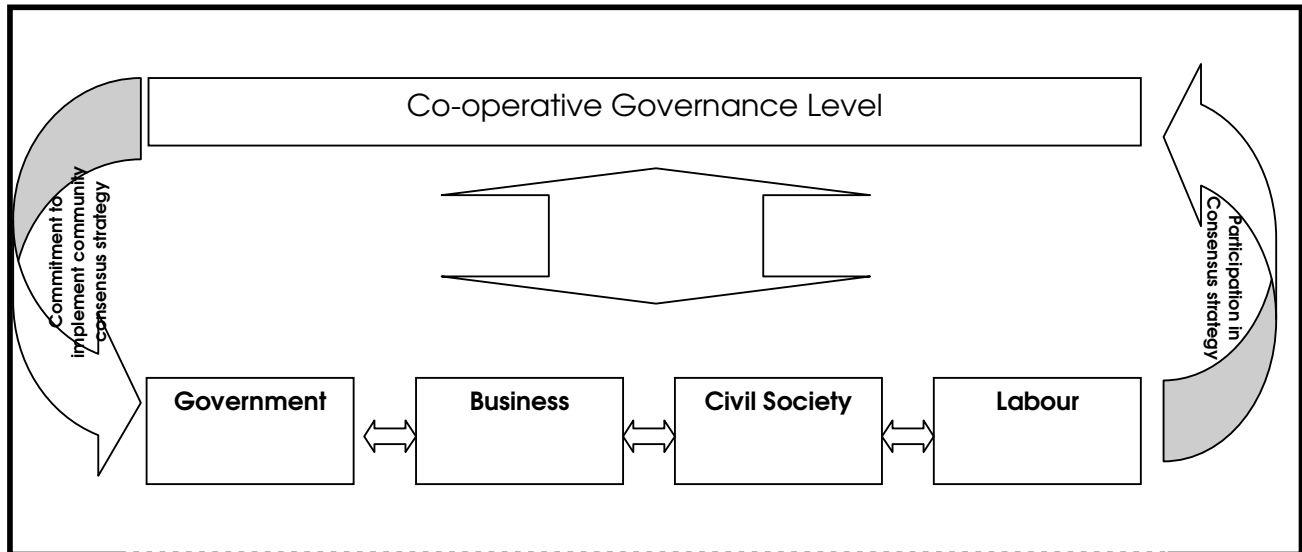 Co-operative Governance Level
Commitment to
implement community
consensus strategy
Participation in
Consensus strategy
Government
Business
Civil Society
Labour